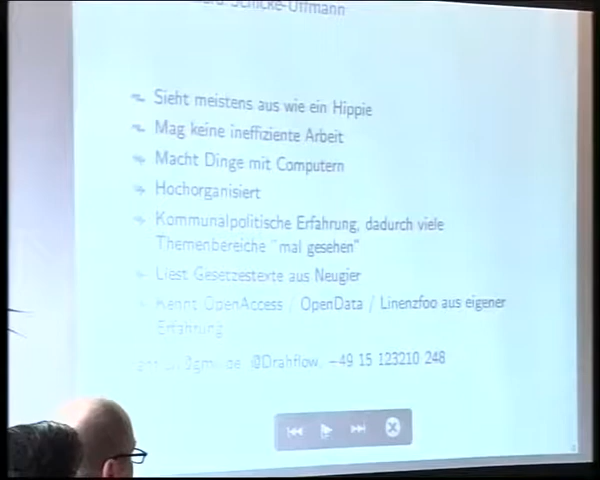 Schicke-Uffmann
Sieht meistens aus wie ein Hippie
Mag keine ineffiziente Arbeit
Macht Dinge mit Computern
Hochorganisiert
Kommunalpolitische Erfahrung, dadurch viele
Themenbereiche "mal gesehen"
Liest Gesetzestexte aus Neugier
Kennt OpenAccess / OpenData / Linenzfoo aus eigener
Erfahrung
@Drahflow, +49 15 123210 248